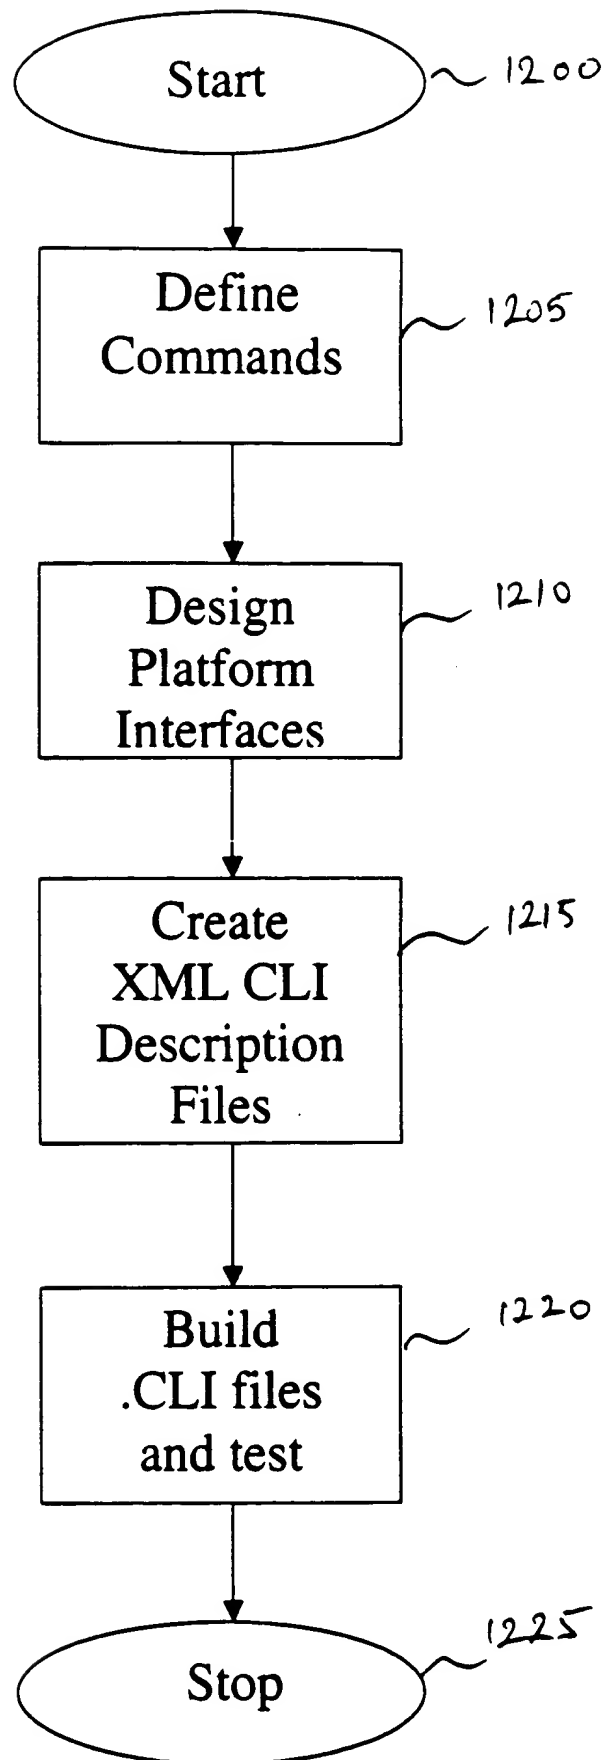 Start
1200
Define
Commands
1205
Design
Platform
Interfaces
1210
Create
XML CLI
Description
Files
1215
Build
.CLI files
and test
1220
Stop
1225